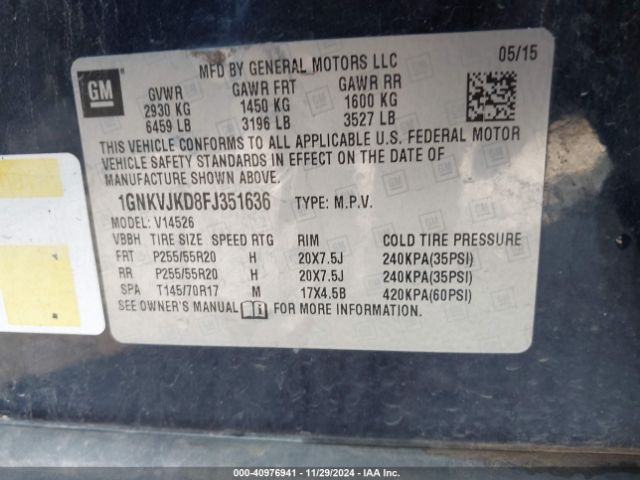 GM
MFD BY GENERAL MOTORS LLC
05/15
GVWR GAWR FRT GAWR RR
2930 KG 1450 KG 1600 KG
6459 LB 3196 LB 3527 LB
THIS VEHICLE CONFORMS TO ALL APPLICABLE U.S. FEDERAL MOTOR
VEHICLE SAFETY STANDARDS IN EFFECT ON THE DATE OF
MANUFACTURE SHOWN ABOVE.
1GNKVJKD8FJ351636 TYPE: M.P.V.
MODEL: V14526
VBBH TIRE SIZE SPEED RTG RIM COLD TIRE PRESSURE
FRT P255/55R20 H 20X7.5J 240KPA(35PSI)
RR P255/55R20 H 20X7.5J 240KPA(35PSI)
SPA T145/70R17 M 17X4.5B 420KPA(60PSI)
SEE OWNER'S MANUAL FOR MORE INFORMATION.
000-40976941 - 11/29/2024 - IAA Inc.